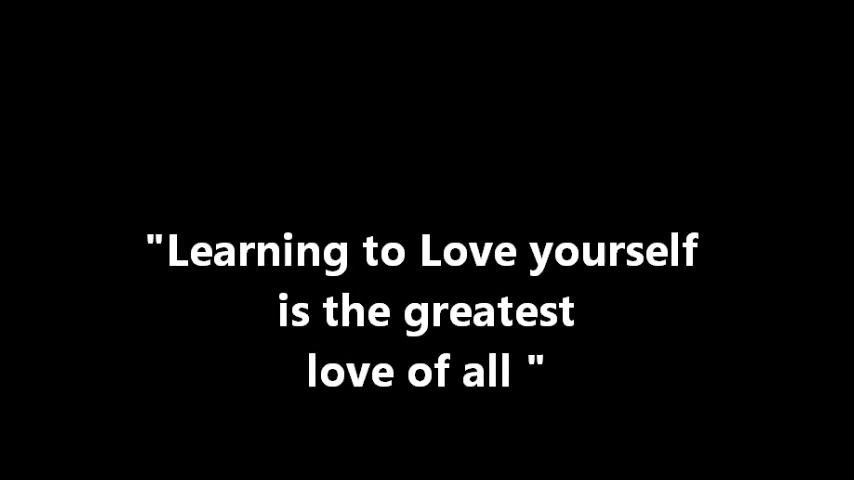 "Learning to Love yourself
is the greatest
love of all "